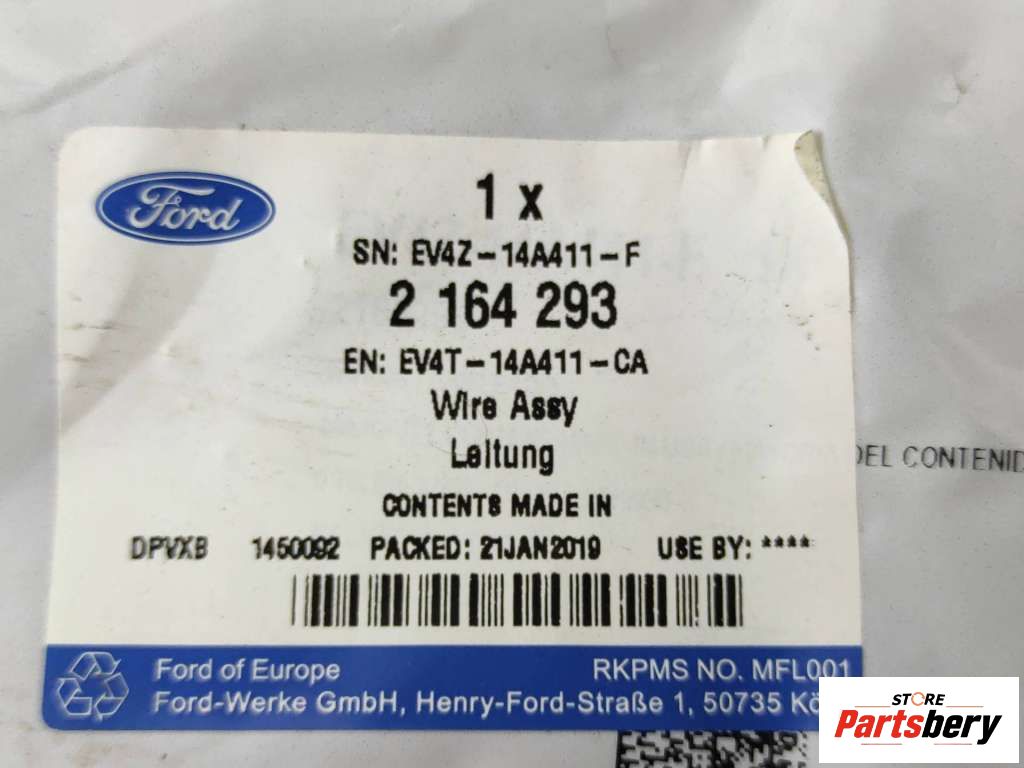 Ford
1 x
SN: EV4Z-14A411-F
2 164 293
EN: EV4T-14A411-CA
Wire Assy
Leitung
DEL CONTENID
CONTENTS MADE IN
DPVXB 1450092 PACKED: 21JAN2019 USE BY: ****
Ford of Europe RKPMS NO. MFL001
Ford-Werke GmbH, Henry-Ford-Straße 1, 50735 Kö
STORE
Partsbery